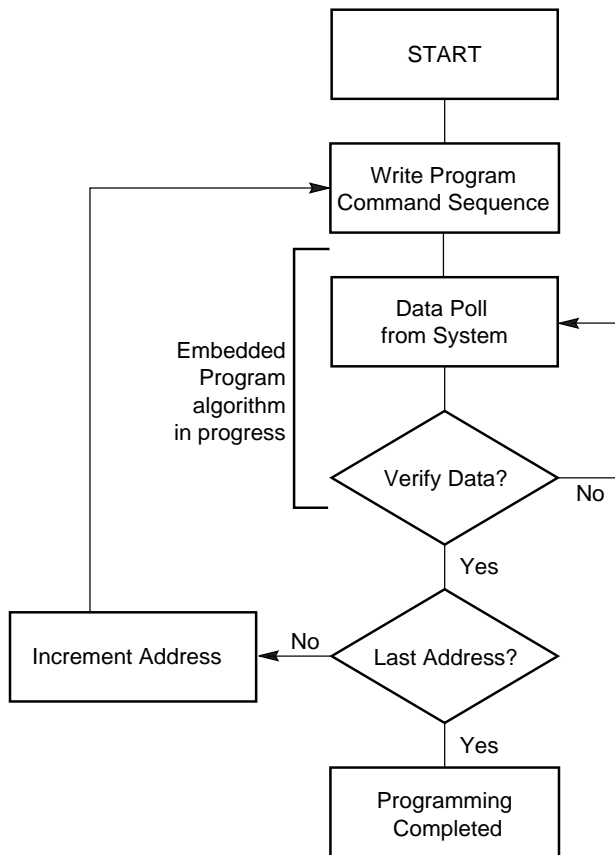 START
Write Program
Command Sequence
Data Poll
from System
Embedded
Program
algorithm
in progress
Verify Data?
No
Yes
No
Increment Address
Last Address?
Yes
Programming
Completed